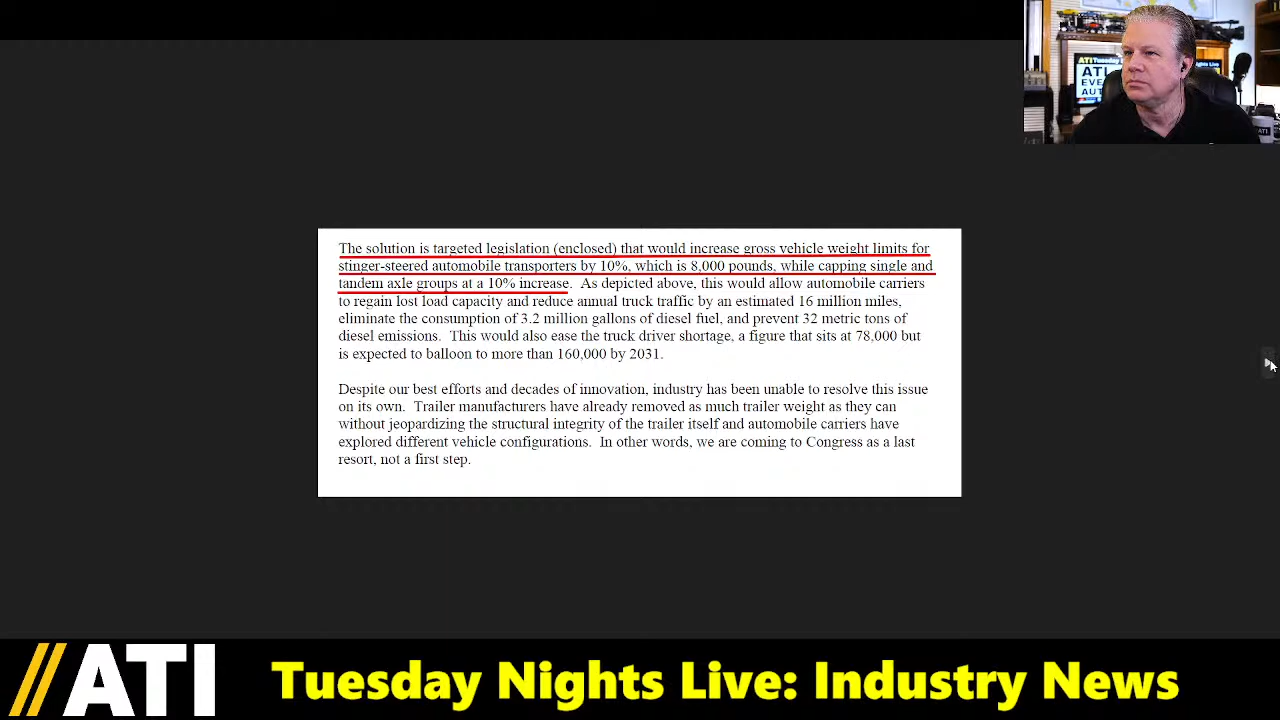 ATI Tuesday
Nights Live
ATI
EVE
AUT
ATI
The solution is targeted legislation (enclosed) that would increase gross vehicle weight limits for
stinger-steered automobile transporters by 10%, which is 8,000 pounds, while capping single and
tandem axle groups at a 10% increase. As depicted above, this would allow automobile carriers
to regain lost load capacity and reduce annual truck traffic by an estimated 16 million miles,
eliminate the consumption of 3.2 million gallons of diesel fuel, and prevent 32 metric tons of
diesel emissions. This would also ease the truck driver shortage, a figure that sits at 78,000 but
is expected to balloon to more than 160,000 by 2031.
Despite our best efforts and decades of innovation, industry has been unable to resolve this issue
on its own. Trailer manufacturers have already removed as much trailer weight as they can
without jeopardizing the structural integrity of the trailer itself and automobile carriers have
explored different vehicle configurations. In other words, we are coming to Congress as a last
resort, not a first step.
//ATI
Tuesday Nights Live: Industry News